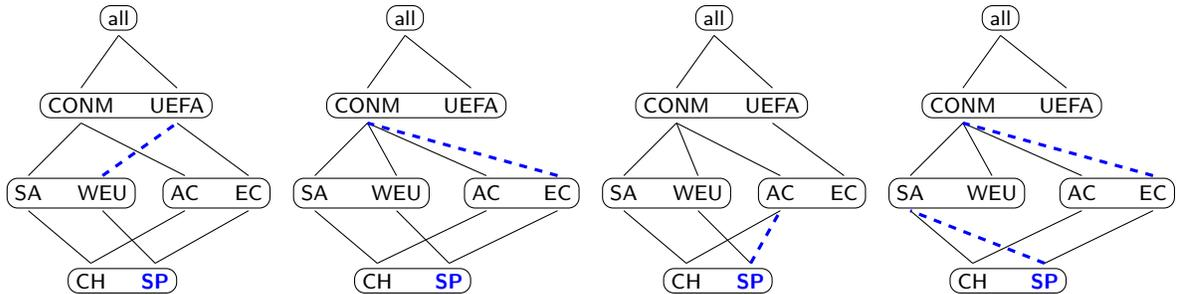 all all all all
CONM UEFA CONM UEFA CONM UEFA CONM UEFA
SA WEU AC EC SA WEU AC EC SA WEU AC EC SA WEU AC EC
CH SP CH SP CH SP CH SP